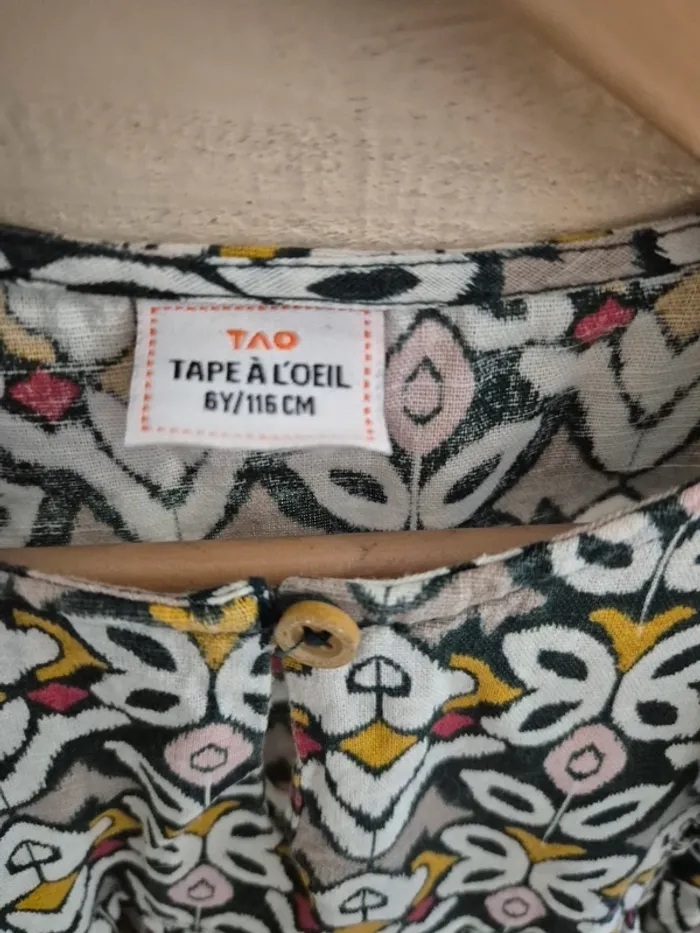 TAO
TAPE À L'OEIL
6Y/116 CM